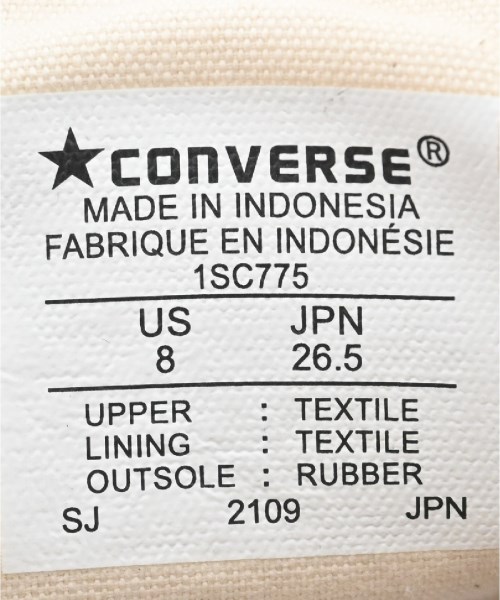 CONVERSE®
MADE IN INDONESIA
FABRIQUE EN INDONÉSIE
1SC775
US JPN
8 26.5
UPPER : TEXTILE
LINING : TEXTILE
OUTSOLE : RUBBER
SJ 2109 JPN